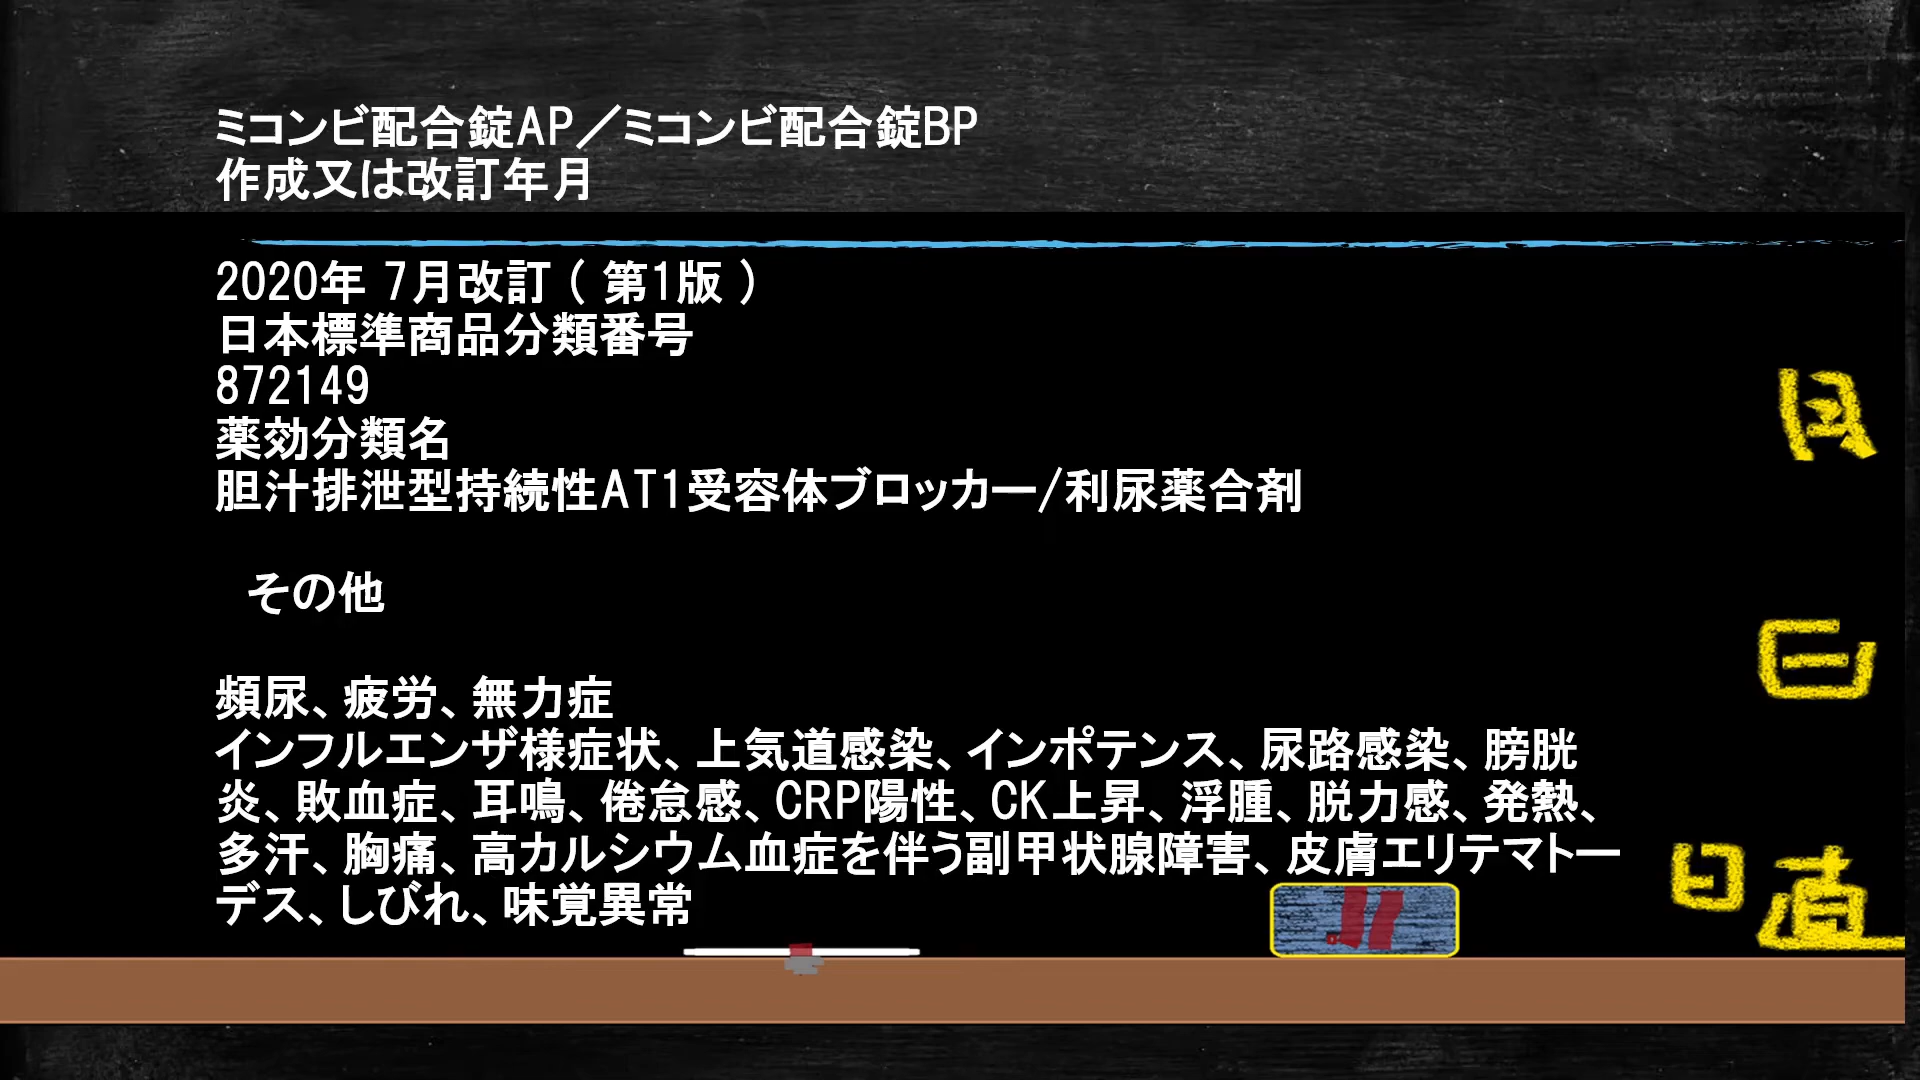 ミコンビ配合錠AP／ミコンビ配合錠BP
作成又は改訂年月
2020年 7月改訂 （ 第1版 ）
日本標準商品分類番号
872149
薬効分類名
胆汁排泄型持続性AT1受容体ブロッカー/利尿薬合剤
その他
頻尿、疲労、無力症
インフルエンザ様症状、上気道感染、インポテンス、尿路感染、膀胱
炎、敗血症、耳鳴、倦怠感、CRP陽性、CK上昇、浮腫、脱力感、発熱、
多汗、胸痛、高カルシウム血症を伴う副甲状腺障害、皮膚エリテマトー
デス、しびれ、味覚異常